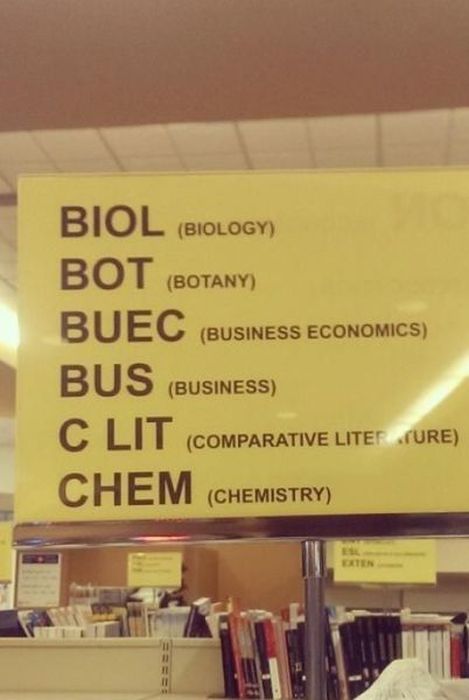 BIOL (BIOLOGY)
BOT (BOTANY)
BUEC (BUSINESS ECONOMICS)
BUS (BUSINESS)
C LIT (COMPARATIVE LITERATURE)
CHEM (CHEMISTRY)
ESL
EXTEN